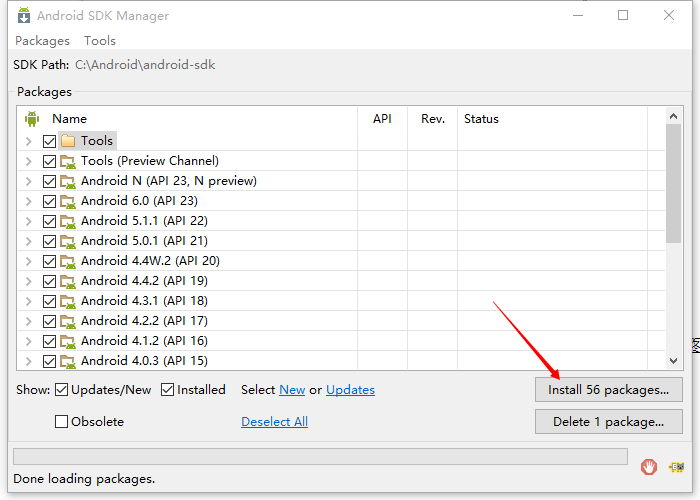 Android SDK Manager
Packages Tools
SDK Path: C:\Android\android-sdk
Packages
Name API Rev. Status
Tools
Tools (Preview Channel)
Android N (API 23, N preview)
Android 6.0 (API 23)
Android 5.1.1 (API 22)
Android 5.0.1 (API 21)
Android 4.4W.2 (API 20)
Android 4.4.2 (API 19)
Android 4.3.1 (API 18)
Android 4.2.2 (API 17)
Android 4.1.2 (API 16)
Android 4.0.3 (API 15)
Show: Updates/New Installed Select New or Updates Install 56 packages...
Obsolete Deselect All Delete 1 package...
Done loading packages.